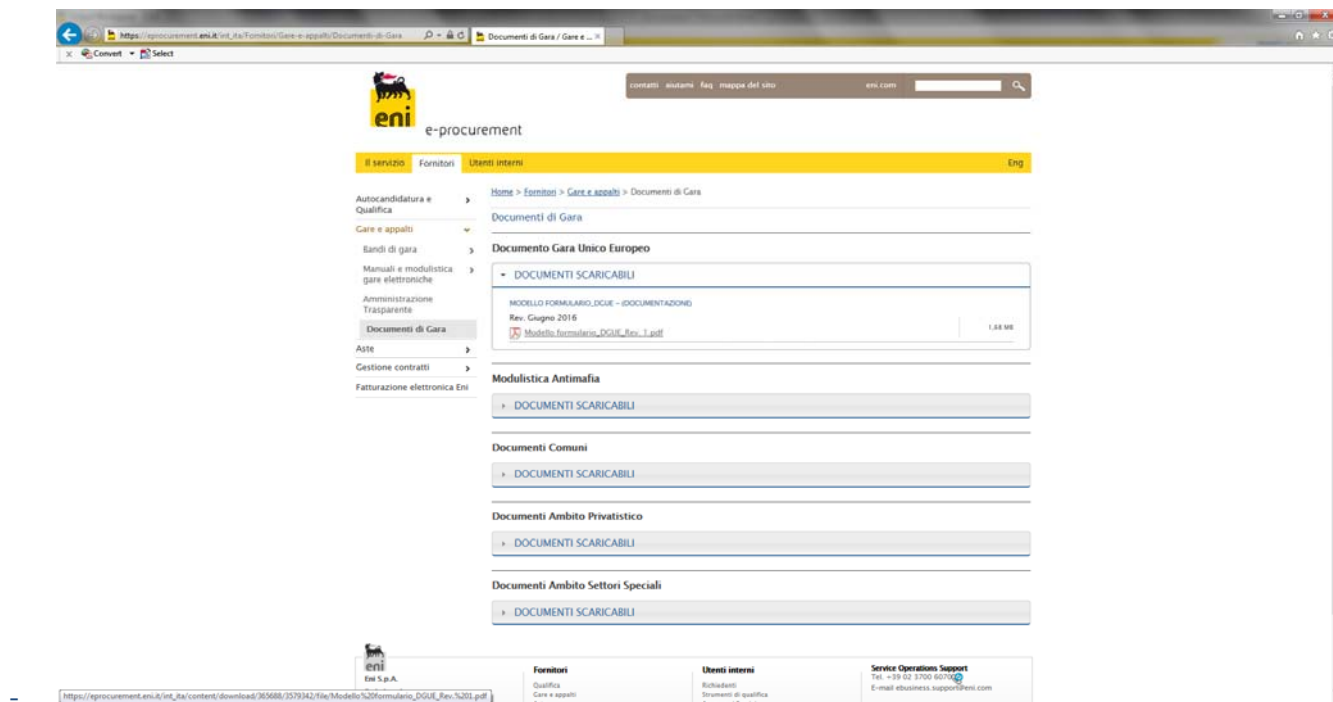 https://eprocurement.eni.it/int_ita/Fornitori/Gare-e-appalti/Documenti-di-Gara
Documenti di Gara / Gare e ...
Convert
Select
contatti aiutami faq mappa del sito eni.com
eni
e-procurement
Il servizio Fornitori Utenti interni Eng
Home > Fornitori > Gare e appalti > Documenti di Gara
Autocandidatura e
Qualifica
Gare e appalti
Bandi di gara
Manuali e modulistica
gare elettroniche
Amministrazione
Trasparente
Documenti di Gara
Aste
Gestione contratti
Fatturazione elettronica Eni
Documenti di Gara
Documento Gara Unico Europeo
DOCUMENTI SCARICABILI
MODELLO FORMULARIO_DGUE - (DOCUMENTAZIONE)
Rev. Giugno 2016
Modello formulario_DGUE_Rev. 1.pdf
1,68 MB
Modulistica Antimafia
DOCUMENTI SCARICABILI
Documenti Comuni
DOCUMENTI SCARICABILI
Documenti Ambito Privatistico
DOCUMENTI SCARICABILI
Documenti Ambito Settori Speciali
DOCUMENTI SCARICABILI
eni
Eni S.p.A.
Fornitori
Qualifica
Gare e appalti
Utenti interni
Richiedenti
Strumenti di qualifica
Service Operations Support
Tel. +39 02 3700 6070
E-mail ebusiness.support@eni.com
https://eprocurement.eni.it/int_ita/content/download/365688/3579342/file/Modello%20formulario_DGUE_Rev.%201.pdf